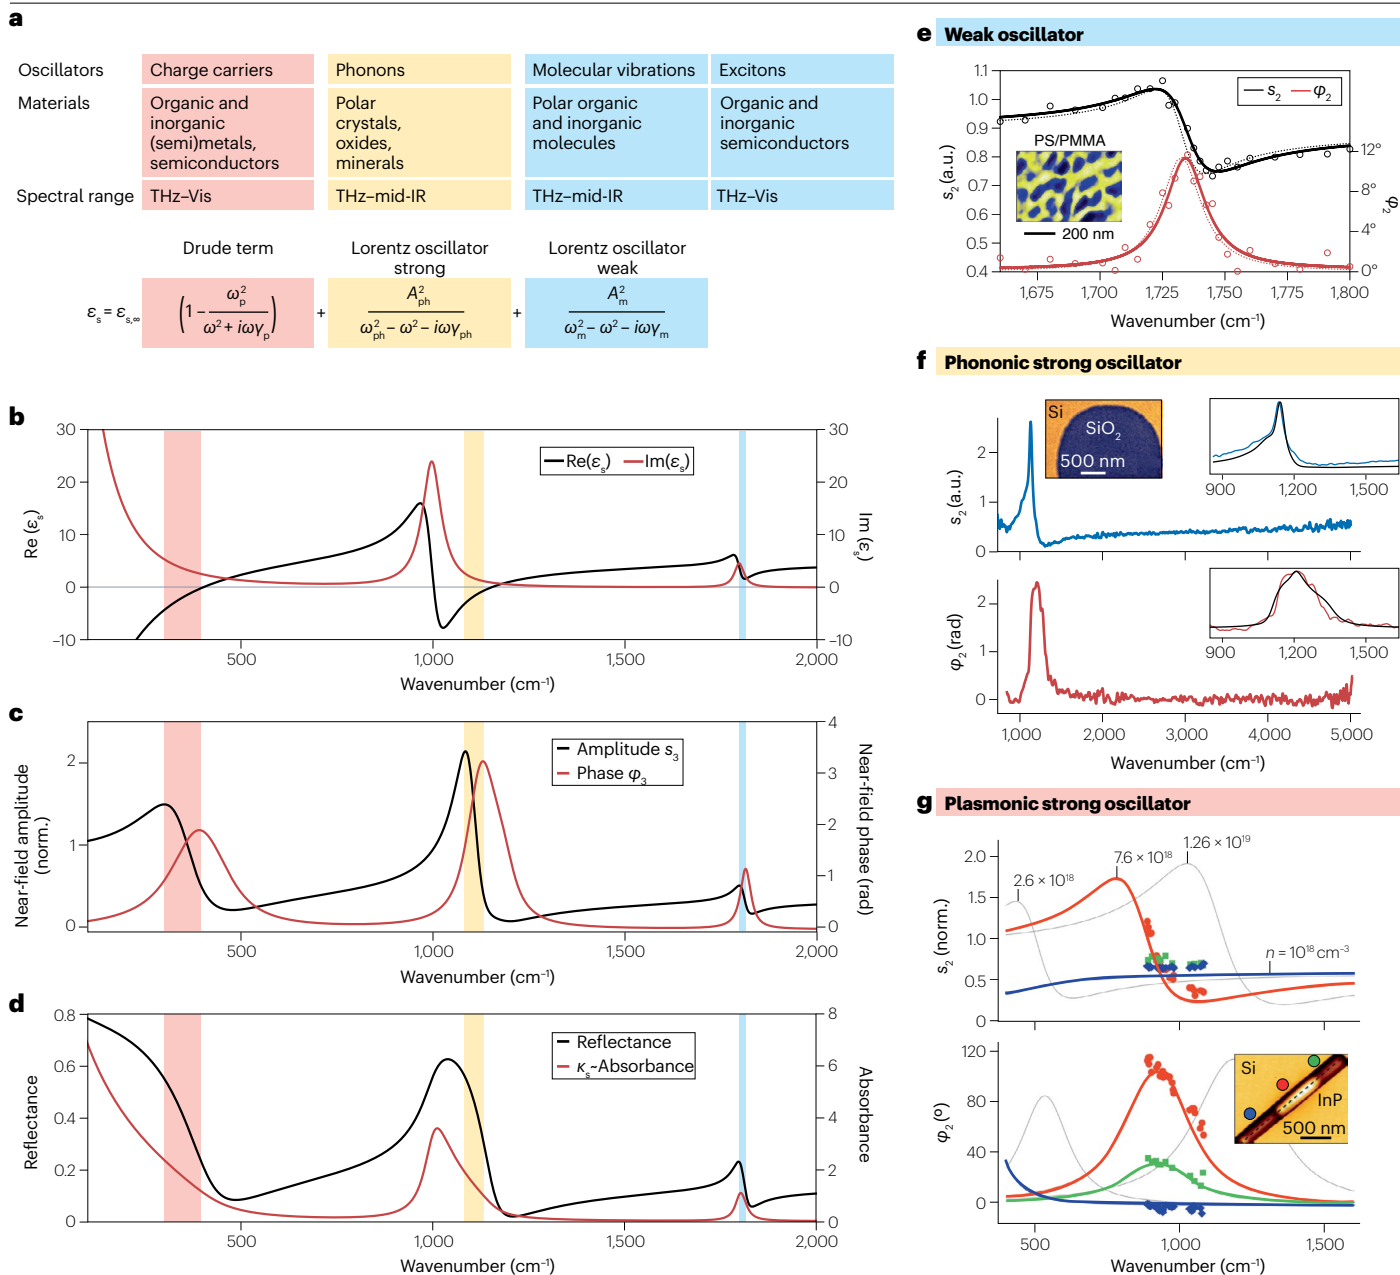 a
Oscillators Charge carriers Phonons Molecular vibrations Excitons
Materials Organic and inorganic (semi)metals, semiconductors
Polar crystals, oxides, minerals
Polar organic and inorganic molecules
Organic and inorganic semiconductors
Spectral range THz–Vis THz–mid-IR THz–mid-IR THz–Vis
Drude term
Lorentz oscillator
strong
Lorentz oscillator
weak
εs = εs,∞ (1 − ωp² / (ω² + iωγp)) + Aph² / (ωph² − ω² − iωγph) + Am² / (ωm² − ω² − iωγm)
b
30
20
10
0
–10
Re (εs)
Re(εs) Im(εs)
30
20
10
0
–10
Im (εs)
500 1,000 1,500 2,000
Wavenumber (cm⁻¹)
c
2
1
0
Near-field amplitude
(norm.)
Amplitude s₃
Phase φ₃
4
3
2
1
0
Near-field phase (rad)
500 1,000 1,500 2,000
Wavenumber (cm⁻¹)
d
0.8
0.6
0.4
0.2
0
Reflectance
Reflectance
κs~Absorbance
8
6
4
2
0
Absorbance
500 1,000 1,500 2,000
Wavenumber (cm⁻¹)
e Weak oscillator
1.1
1.0
0.9
0.8
0.7
0.6
0.5
0.4
s₂ (a.u.)
s₂ φ₂
PS/PMMA
200 nm
12°
8°
4°
0°
φ₂
1,675 1,700 1,725 1,750 1,775 1,800
Wavenumber (cm⁻¹)
f Phononic strong oscillator
2
1
0
s₂ (a.u.)
Si
SiO₂
500 nm
900 1,200 1,500
2
1
0
φ₂ (rad)
900 1,200 1,500
1,000 2,000 3,000 4,000 5,000
Wavenumber (cm⁻¹)
g Plasmonic strong oscillator
2.0
1.5
1.0
0.5
0
s₂ (norm.)
2.6 × 10¹⁸
7.6 × 10¹⁸
1.26 × 10¹⁹
n = 10¹⁸ cm⁻³
500 1,000 1,500
120
80
40
0
φ₂ (°)
Si
InP
500 nm
500 1,000 1,500
Wavenumber (cm⁻¹)